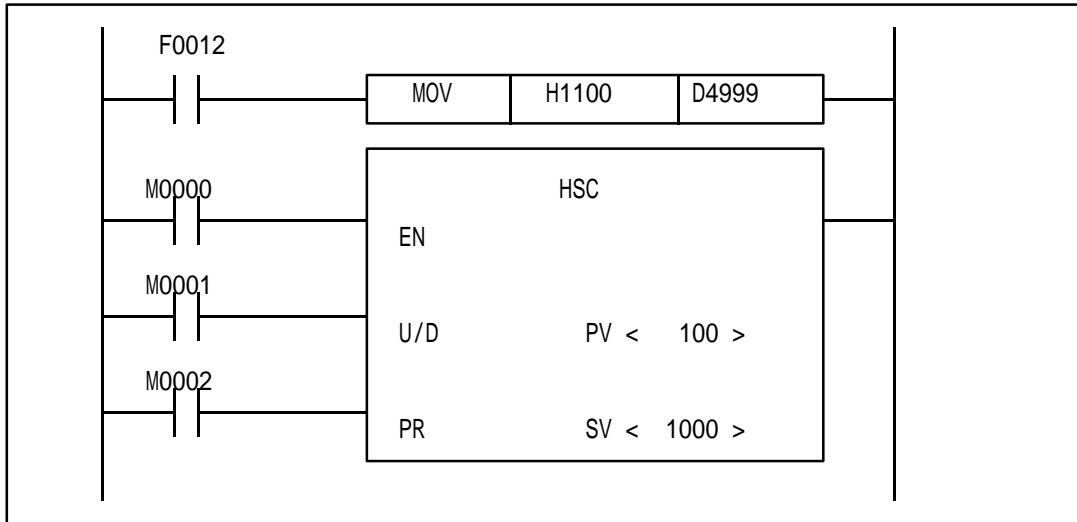 F0012
MOV H1100 D4999
M0000
HSC
EN
M0001
U/D PV < 100 >
M0002
PR SV < 1000 >